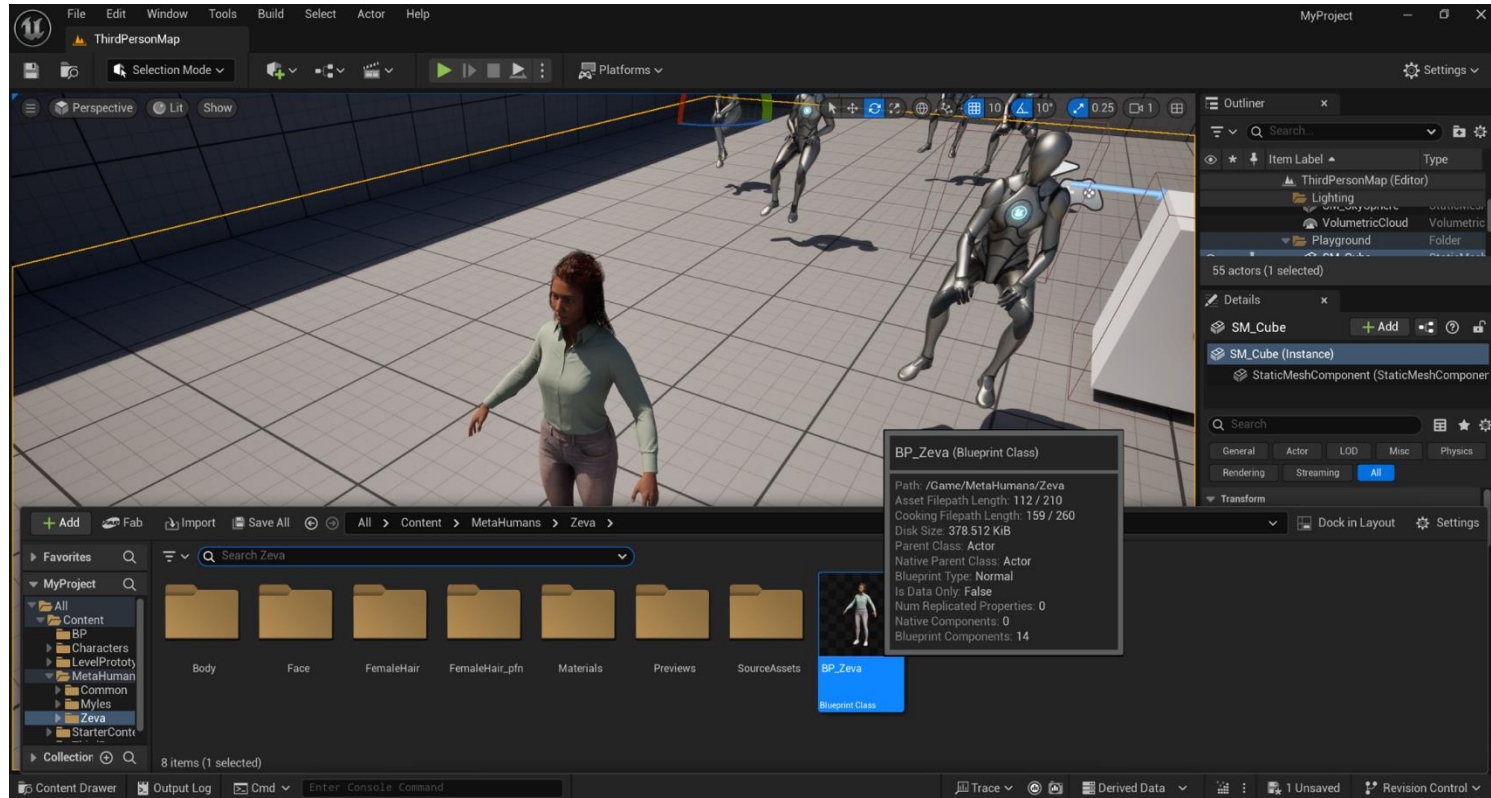 File Edit Window Tools Build Select Actor Help
MyProject
ThirdPersonMap
Selection Mode
Platforms
Settings
Perspective Lit Show
10 10° 0.25 1
Outliner
Search...
Item Label Type
ThirdPersonMap (Editor)
Lighting
VolumetricCloud Volumetric
Playground Folder
55 actors (1 selected)
Details
SM_Cube + Add
SM_Cube (Instance)
StaticMeshComponent (StaticMeshComponen
Search
General Actor LOD Misc Physics
Rendering Streaming All
Transform
BP_Zeva (Blueprint Class)
Path: /Game/MetaHumans/Zeva
Asset Filepath Length: 112 / 210
Cooking Filepath Length: 159 / 260
Disk Size: 378.512 KiB
Parent Class: Actor
Native Parent Class: Actor
Blueprint Type: Normal
Is Data Only: False
Num Replicated Properties: 0
Native Components: 0
Blueprint Components: 14
+ Add Fab Import Save All All > Content > MetaHumans > Zeva >
Dock in Layout Settings
Favorites
Search Zeva
MyProject
All
Content
BP
Characters
LevelPrototy
MetaHuman
Common
Myles
Zeva
StarterConte
Collection
Body Face FemaleHair FemaleHair_pfn Materials Previews SourceAssets BP_Zeva
Blueprint Class
8 items (1 selected)
Content Drawer Output Log Cmd Enter Console Command
Trace Derived Data 1 Unsaved Revision Control